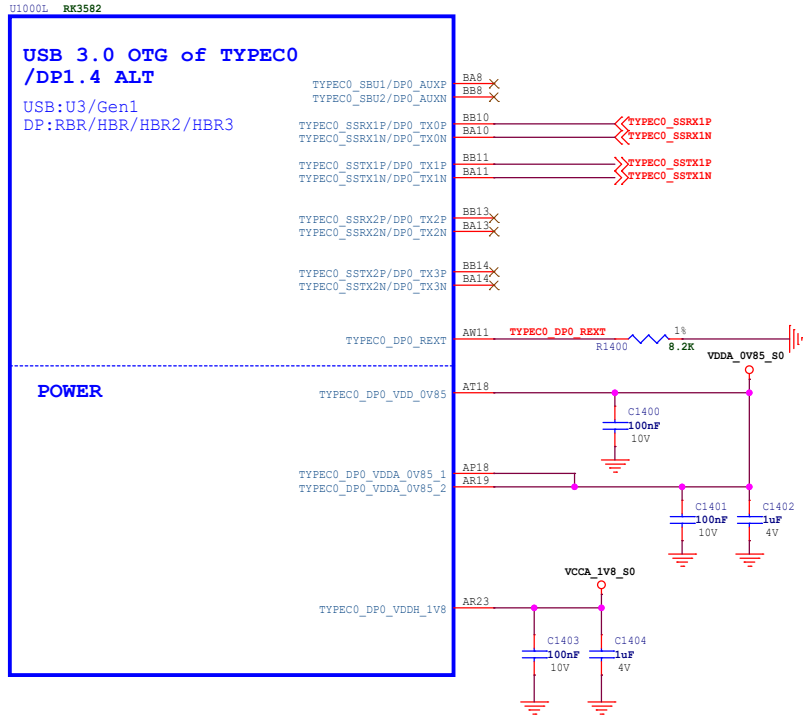 U1000L RK3582
USB 3.0 OTG of TYPEC0
/DP1.4 ALT
USB:U3/Gen1
DP:RBR/HBR/HBR2/HBR3
TYPEC0_SBU1/DP0_AUXP BA8
TYPEC0_SBU2/DP0_AUXN BB8
TYPEC0_SSRX1P/DP0_TX0P BB10 TYPEC0_SSRX1P
TYPEC0_SSRX1N/DP0_TX0N BA10 TYPEC0_SSRX1N
TYPEC0_SSTX1P/DP0_TX1P BB11 TYPEC0_SSTX1P
TYPEC0_SSTX1N/DP0_TX1N BA11 TYPEC0_SSTX1N
TYPEC0_SSRX2P/DP0_TX2P BB13
TYPEC0_SSRX2N/DP0_TX2N BA13
TYPEC0_SSTX2P/DP0_TX3P BB14
TYPEC0_SSTX2N/DP0_TX3N BA14
TYPEC0_DP0_REXT AW11 TYPEC0_DP0_REXT 1%
R1400 8.2K
VDDA_0V85_S0
POWER
TYPEC0_DP0_VDD_0V85 AT18
C1400
100nF
10V
TYPEC0_DP0_VDDA_0V85_1 AP18
TYPEC0_DP0_VDDA_0V85_2 AR19
C1401 C1402
100nF 1uF
10V 4V
VCCA_1V8_S0
TYPEC0_DP0_VDDH_1V8 AR23
C1403 C1404
100nF 1uF
10V 4V